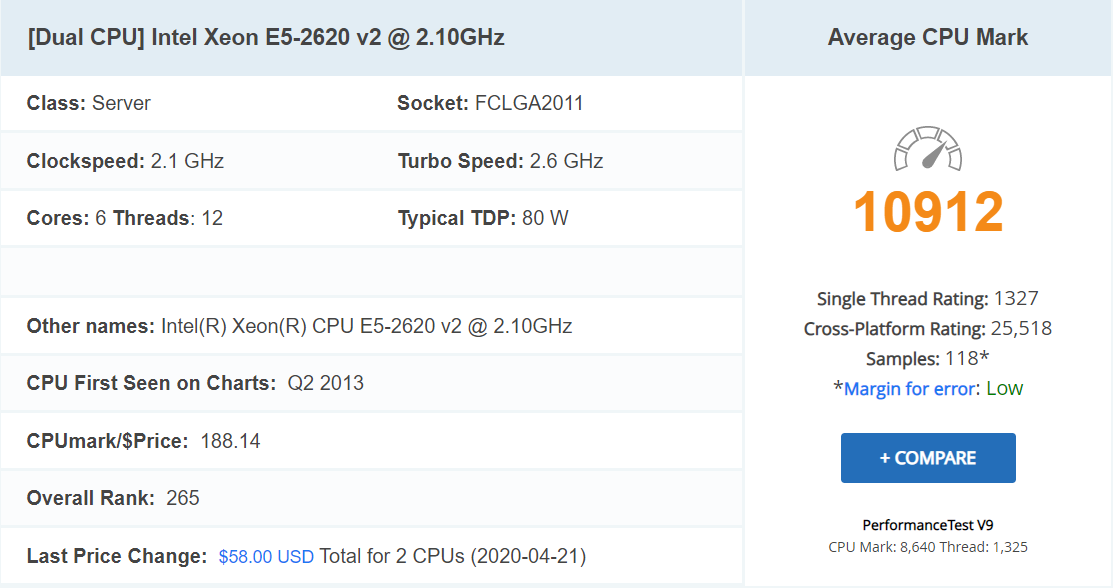 [Dual CPU] Intel Xeon E5-2620 v2 @ 2.10GHz
Class: Server
Socket: FCLGA2011
Clockspeed: 2.1 GHz
Turbo Speed: 2.6 GHz
Cores: 6 Threads: 12
Typical TDP: 80 W
Other names: Intel(R) Xeon(R) CPU E5-2620 v2 @ 2.10GHz
CPU First Seen on Charts: Q2 2013
CPUmark/$Price: 188.14
Overall Rank: 265
Last Price Change: $58.00 USD Total for 2 CPUs (2020-04-21)
Average CPU Mark
10912
Single Thread Rating: 1327
Cross-Platform Rating: 25,518
Samples: 118*
*Margin for error: Low
+ COMPARE
PerformanceTest V9
CPU Mark: 8,640 Thread: 1,325